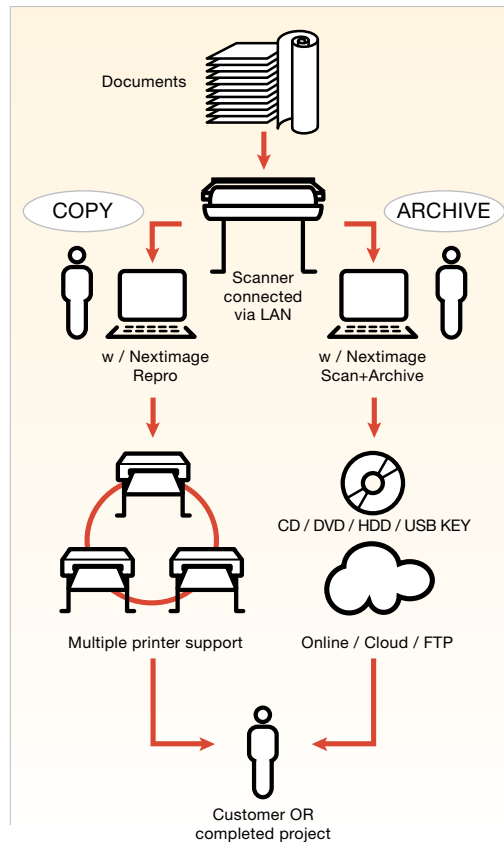 Documents
COPY
ARCHIVE
Scanner
connected
via LAN
w / Nextimage
Repro
w / Nextimage
Scan+Archive
CD / DVD / HDD / USB KEY
Multiple printer support
Online / Cloud / FTP
Customer OR
completed project